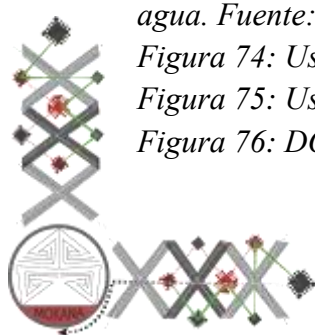 agua. Fuente:
Figura 74: Us
Figura 75: Us
Figura 76: DO
MOKANA